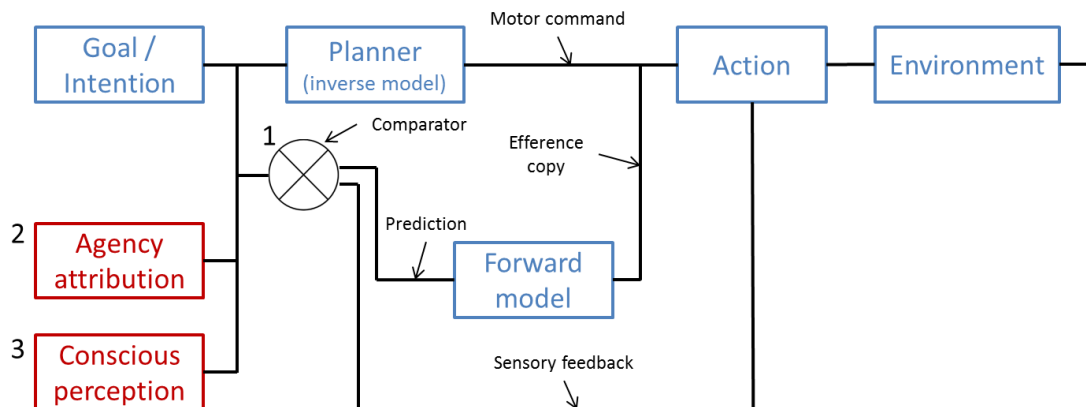 Motor command
Goal /
Intention
Planner
(inverse model)
Action
Environment
1
Comparator
Efference
copy
2
Agency
attribution
Prediction
Forward
model
3
Conscious
perception
Sensory feedback